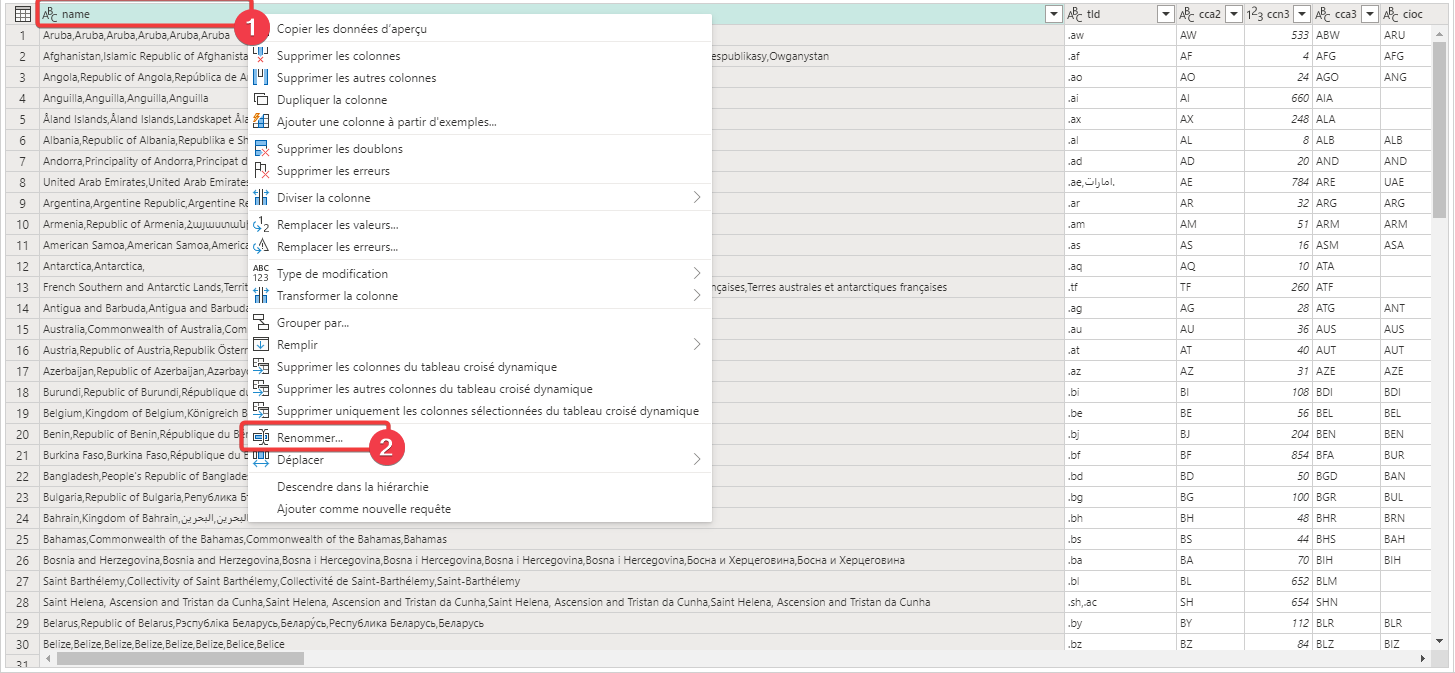 ABC name ABC tld ABC cca2 123 ccn3 ABC cca3 ABC cioc
1 Aruba,Aruba,Aruba,Aruba,Aruba,Aruba .aw AW 533 ABW ARU
2 Afghanistan,Islamic Republic of Afghanista espublikasy,Owganystan .af AF 4 AFG AFG
3 Angola,Republic of Angola,República de A .ao AO 24 AGO ANG
4 Anguilla,Anguilla,Anguilla,Anguilla .ai AI 660 AIA
5 Åland Islands,Åland Islands,Landskapet Åla .ax AX 248 ALA
6 Albania,Republic of Albania,Republika e Sh .al AL 8 ALB ALB
7 Andorra,Principality of Andorra,Principat d .ad AD 20 AND AND
8 United Arab Emirates,United Arab Emirates .ae,امارات. AE 784 ARE UAE
9 Argentina,Argentine Republic,Argentine Re .ar AR 32 ARG ARG
10 Armenia,Republic of Armenia,Հայաստանի .am AM 51 ARM ARM
11 American Samoa,American Samoa,America .as AS 16 ASM ASA
12 Antarctica,Antarctica, .aq AQ 10 ATA
13 French Southern and Antarctic Lands,Territ nçaises,Terres australes et antarctiques françaises .tf TF 260 ATF
14 Antigua and Barbuda,Antigua and Barbuda .ag AG 28 ATG ANT
15 Australia,Commonwealth of Australia,Com .au AU 36 AUS AUS
16 Austria,Republic of Austria,Republik Österr .at AT 40 AUT AUT
17 Azerbaijan,Republic of Azerbaijan,Azərbayc .az AZ 31 AZE AZE
18 Burundi,Republic of Burundi,République du .bi BI 108 BDI BDI
19 Belgium,Kingdom of Belgium,Königreich B .be BE 56 BEL BEL
20 Benin,Republic of Benin,République du Be .bj BJ 204 BEN BEN
21 Burkina Faso,Burkina Faso,République du B .bf BF 854 BFA BUR
22 Bangladesh,People's Republic of Banglades .bd BD 50 BGD BAN
23 Bulgaria,Republic of Bulgaria,Република Бъ .bg BG 100 BGR BUL
24 Bahrain,Kingdom of Bahrain,البحرين,البحرين .bh BH 48 BHR BRN
25 Bahamas,Commonwealth of the Bahamas,Commonwealth of the Bahamas,Bahamas .bs BS 44 BHS BAH
26 Bosnia and Herzegovina,Bosnia and Herzegovina,Bosna i Hercegovina,Bosna i Hercegovina,Bosna i Hercegovina,Bosna i Hercegovina,Босна и Херцеговина,Босна и Херцеговина .ba BA 70 BIH BIH
27 Saint Barthélemy,Collectivity of Saint Barthélemy,Collectivité de Saint-Barthélemy,Saint-Barthélemy .bl BL 652 BLM
28 Saint Helena, Ascension and Tristan da Cunha,Saint Helena, Ascension and Tristan da Cunha,Saint Helena, Ascension and Tristan da Cunha,Saint Helena, Ascension and Tristan da Cunha .sh,.ac SH 654 SHN
29 Belarus,Republic of Belarus,Рэспубліка Беларусь,Белару́сь,Республика Беларусь,Беларусь .by BY 112 BLR BLR
30 Belize,Belize,Belize,Belize,Belize,Belize,Belice,Belice .bz BZ 84 BLZ BIZ
31
1
Copier les données d'aperçu
Supprimer les colonnes
Supprimer les autres colonnes
Dupliquer la colonne
Ajouter une colonne à partir d'exemples...
Supprimer les doublons
Supprimer les erreurs
Diviser la colonne
Remplacer les valeurs...
Remplacer les erreurs...
ABC 123 Type de modification
Transformer la colonne
Grouper par...
Remplir
Supprimer les colonnes du tableau croisé dynamique
Supprimer les autres colonnes du tableau croisé dynamique
Supprimer uniquement les colonnes sélectionnées du tableau croisé dynamique
Renommer... 2
Déplacer
Descendre dans la hiérarchie
Ajouter comme nouvelle requête